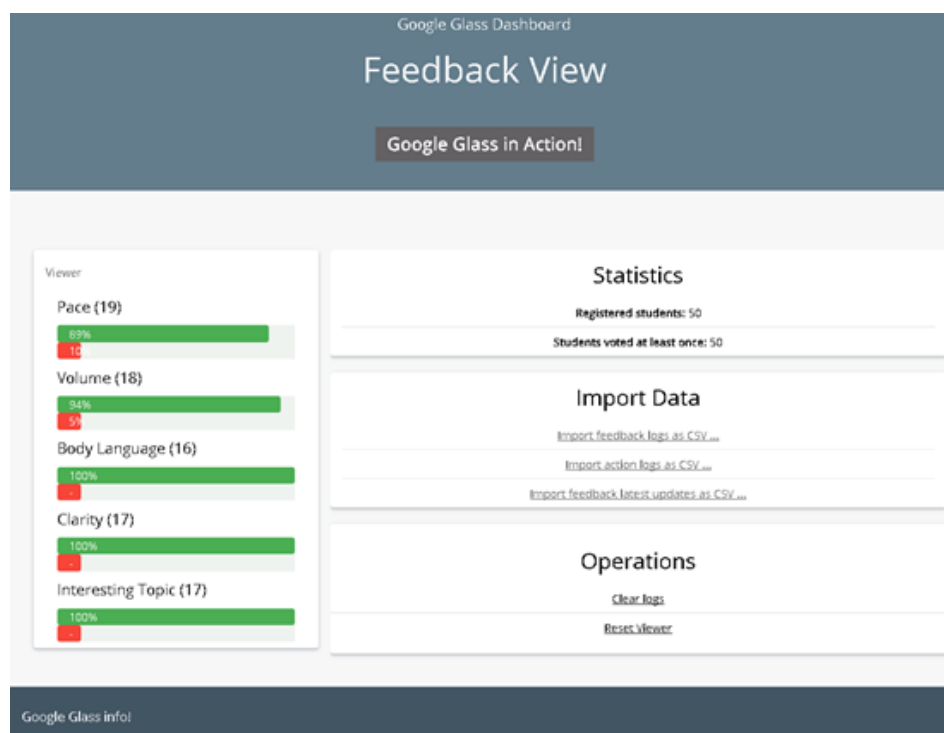 Google Glass Dashboard
Feedback View
Google Glass in Action!
Viewer
Pace (19)
89%
10
Volume (18)
94%
5%
Body Language (16)
100%
-
Clarity (17)
100%
-
Interesting Topic (17)
100%
-
Statistics
Registered students: 50
Students voted at least once: 50
Import Data
Import feedback logs as CSV ...
Import action logs as CSV ...
Import feedback latest updates as CSV ...
Operations
Clear logs
Reset Viewer
Google Glass info!